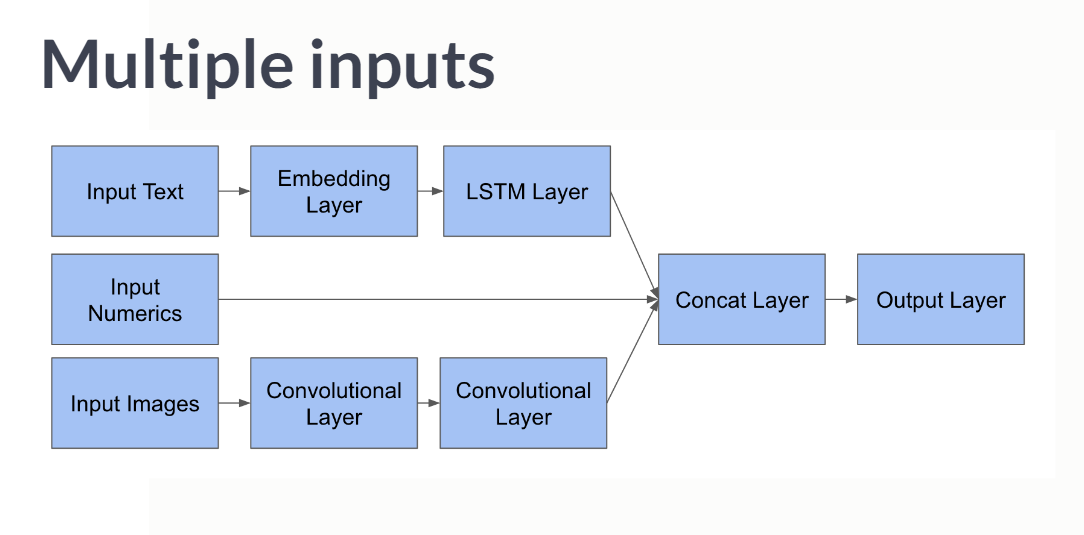 Multiple inputs
Input Text
Embedding
Layer
LSTM Layer
Input
Numerics
Concat Layer
Output Layer
Input Images
Convolutional
Layer
Convolutional
Layer